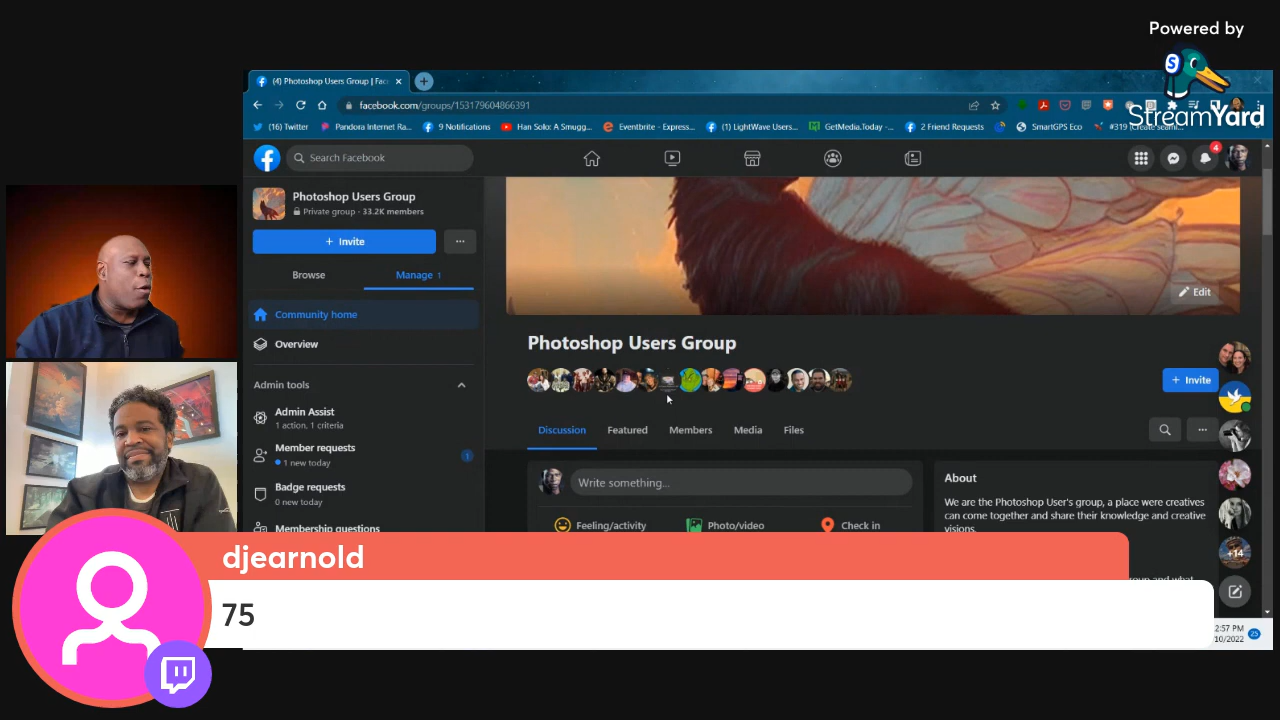 Powered by
StreamYard
(4) Photoshop Users Group | Fac
facebook.com/groups/153179604866391
(16) Twitter
Pandora Internet Ra...
9 Notifications
Han Solo: A Smugg...
Eventbrite - Express...
(1) LightWave Users...
GetMedia.Today -...
2 Friend Requests
SmartGPS Eco
Search Facebook
4
Photoshop Users Group
Private group · 33.2K members
+ Invite
Browse
Manage 1
Community home
Overview
Admin tools
Admin Assist
1 action, 1 criteria
Member requests
1 new today
1
Badge requests
0 new today
Membership questions
Edit
Photoshop Users Group
+ Invite
Discussion
Featured
Members
Media
Files
Write something...
Feeling/activity
Photo/video
Check in
About
We are the Photoshop User's group, a place were creatives
can come together and share their knowledge and creative
visions.
+14
2:57 PM
10/2022
25
djearnold
75